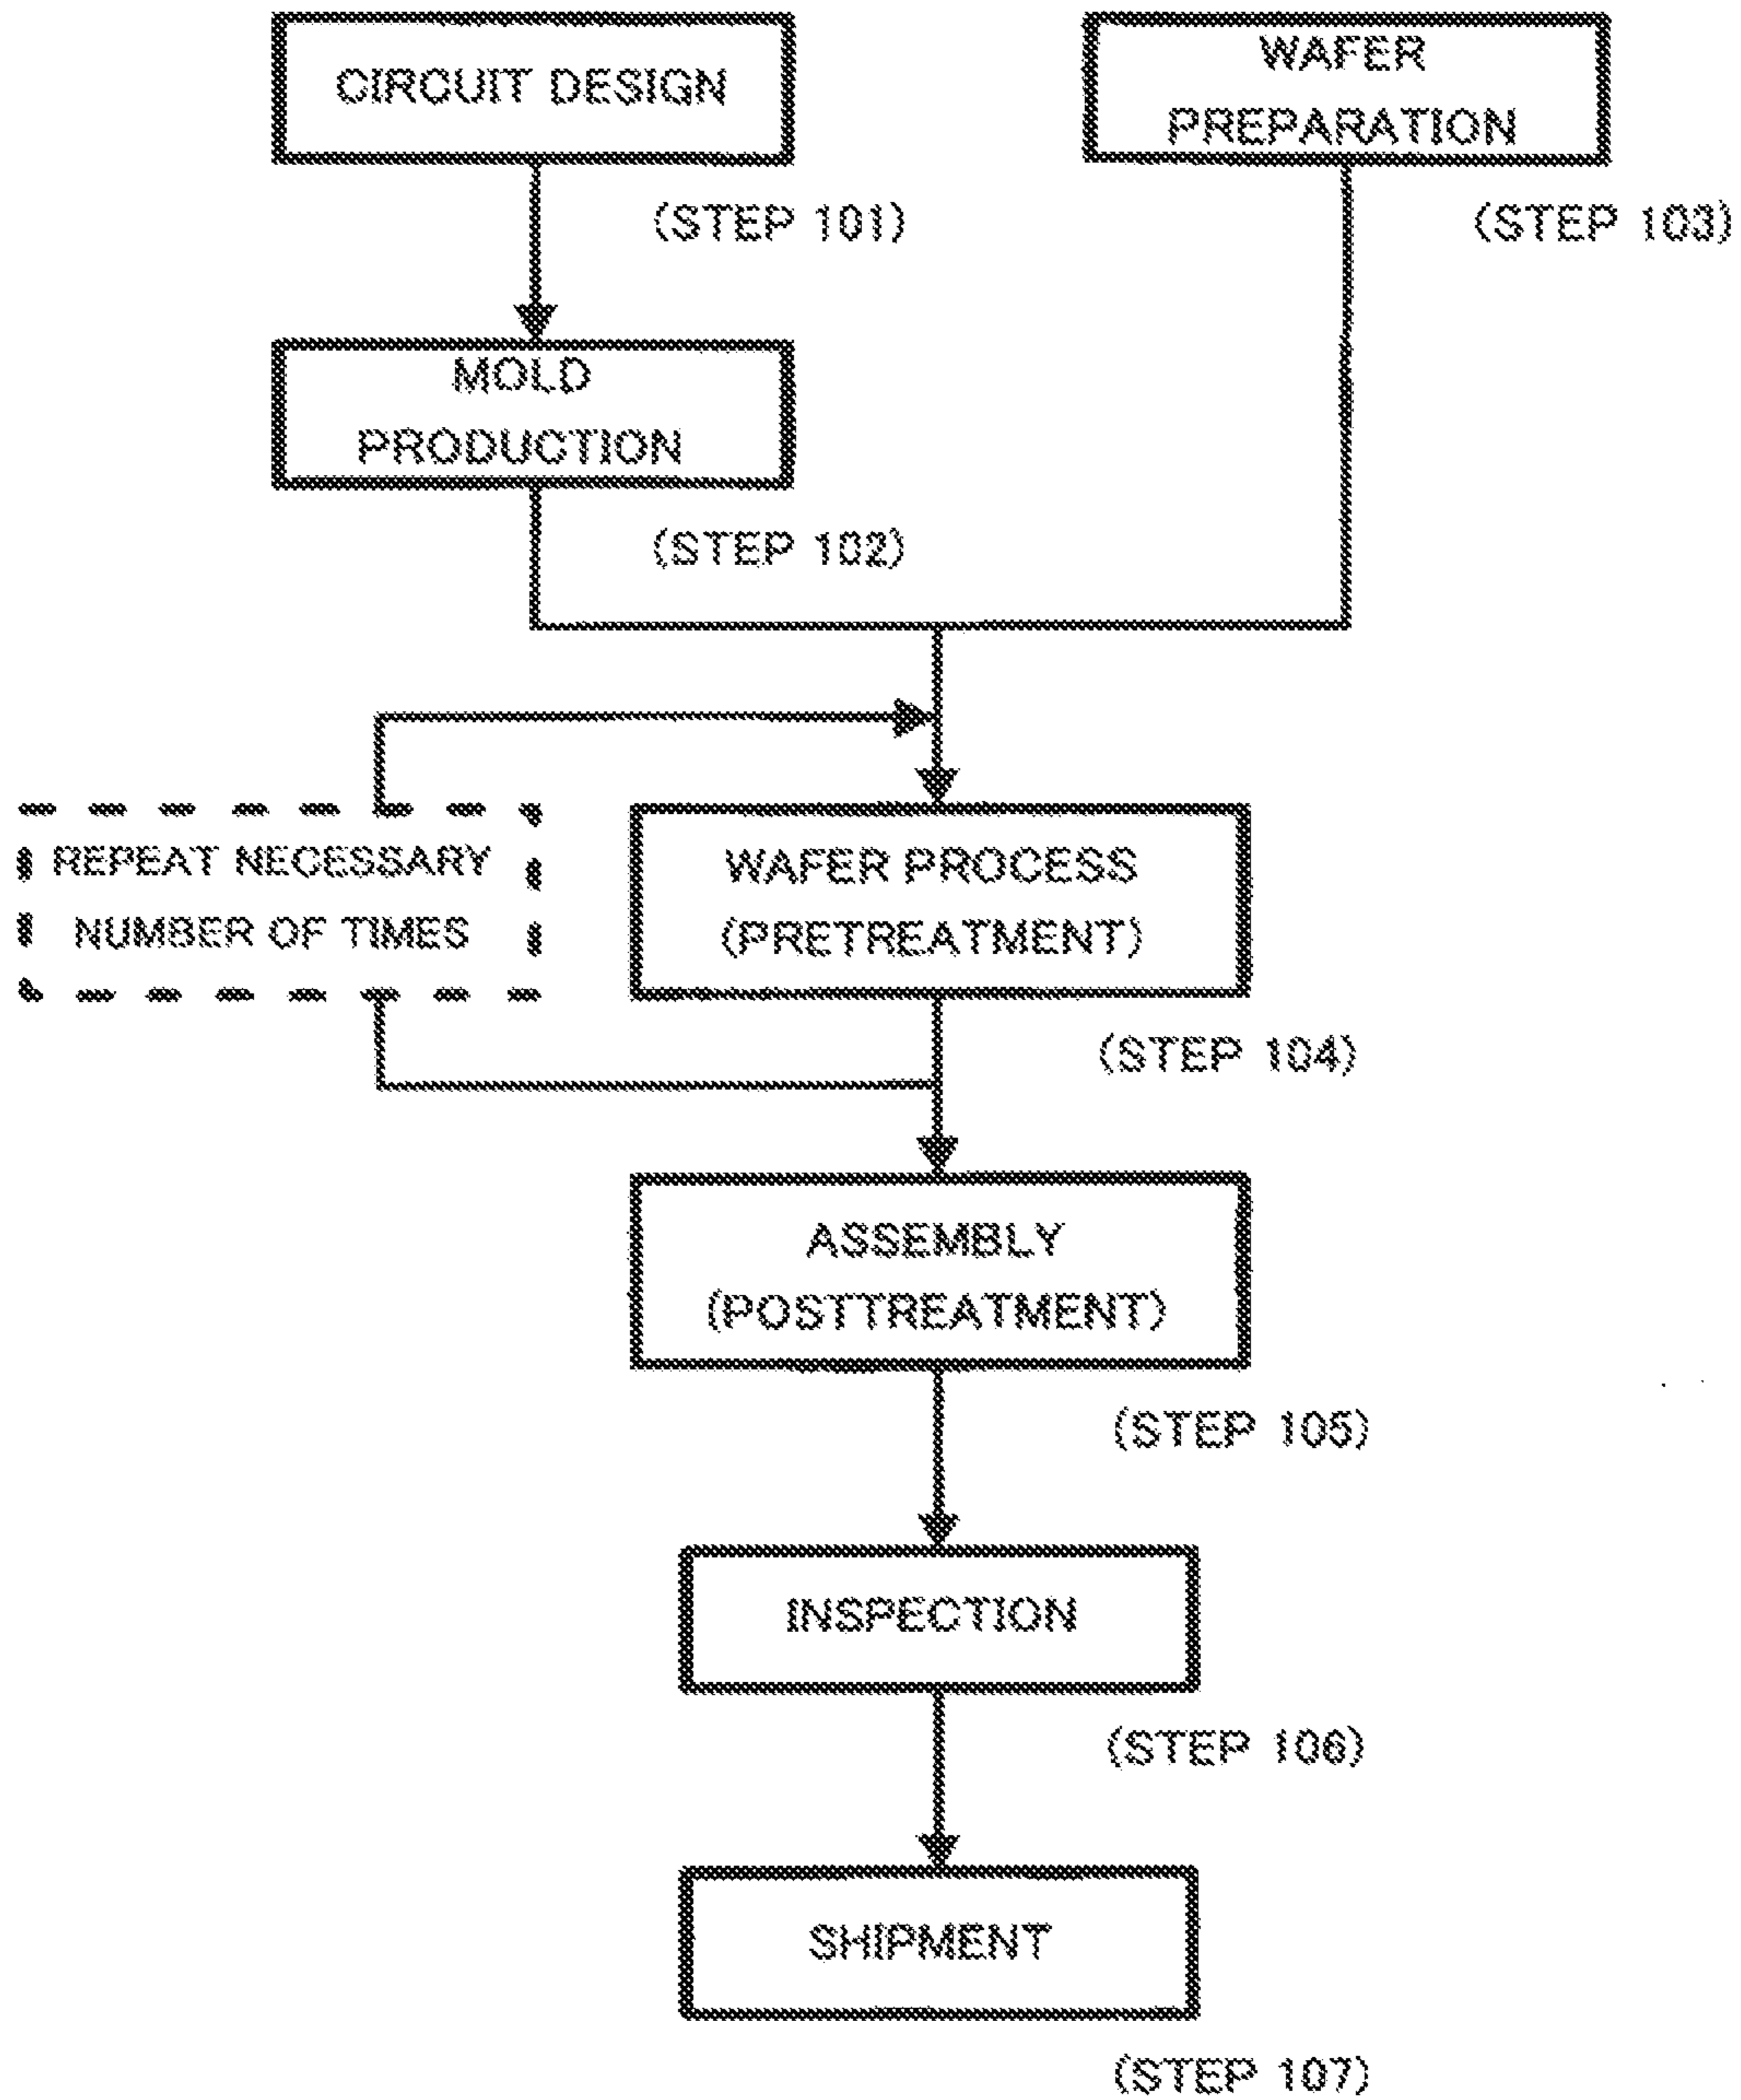 CIRCUIT DESIGN
(STEP 101)
WAFER
PREPARATION
(STEP 103)
MOLD
PRODUCTION
(STEP 102)
REPEAT NECESSARY
NUMBER OF TIMES
WAFER PROCESS
(PRETREATMENT)
(STEP 104)
ASSEMBLY
(POSTTREATMENT)
(STEP 105)
INSPECTION
(STEP 106)
SHIPMENT
(STEP 107)